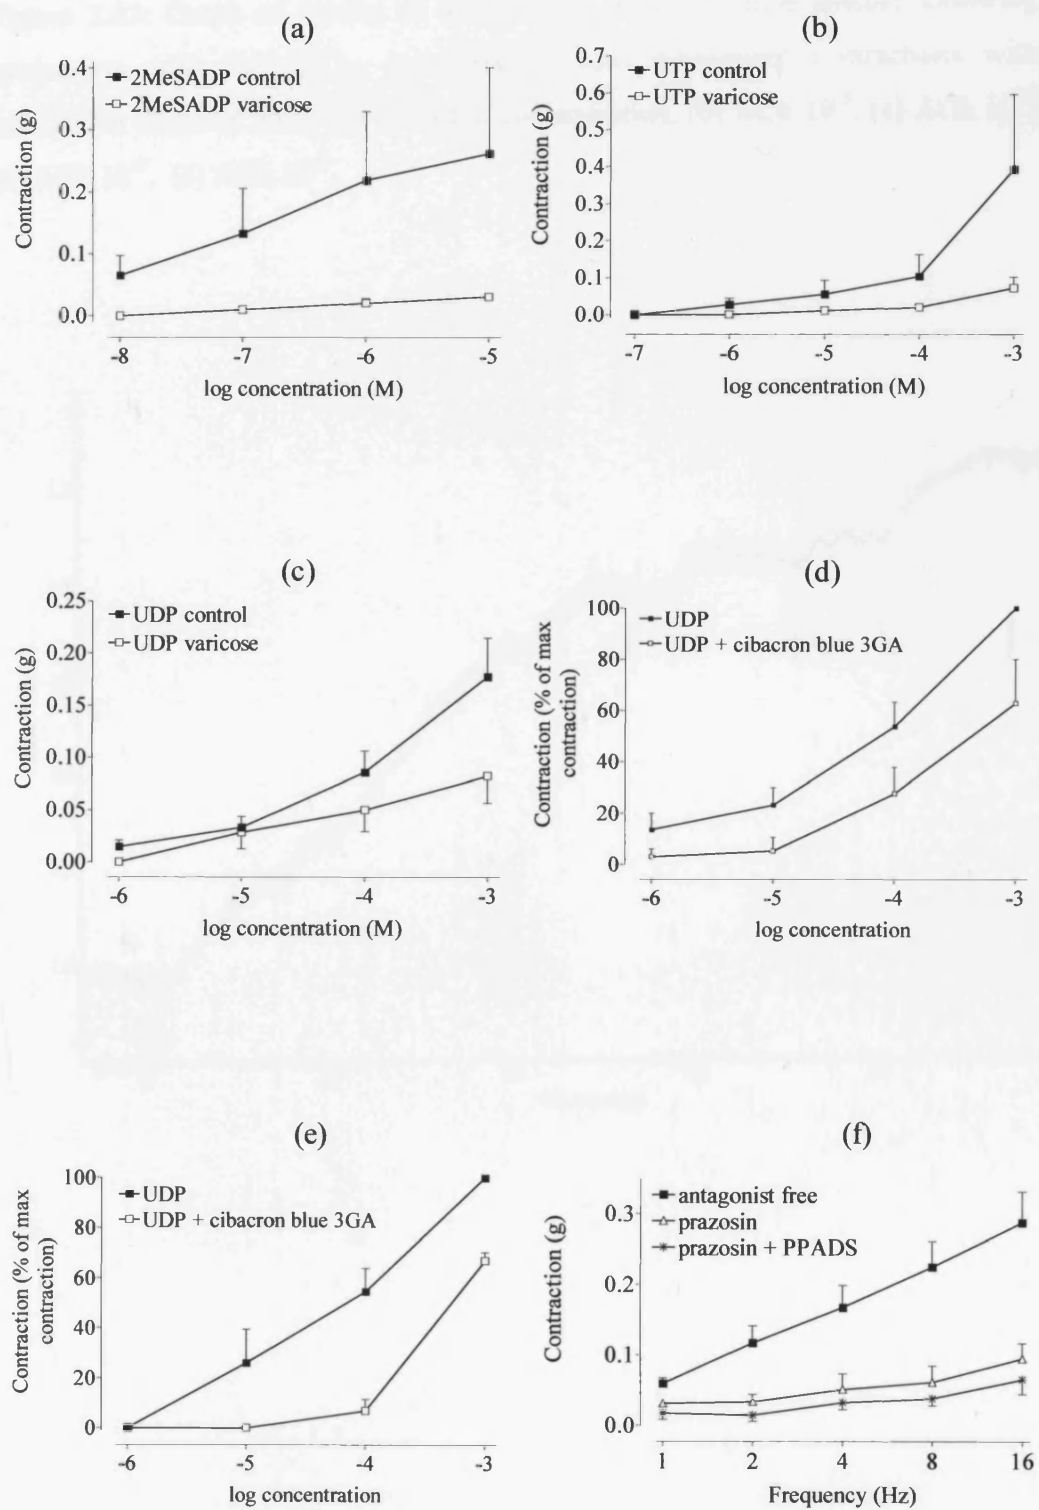 (a)
0.4
0.3
0.2
0.1
0.0
Contraction (g)
2MeSADP control
2MeSADP varicose
-8
-7
-6
-5
log concentration (M)
(b)
0.7
0.6
0.5
0.4
0.3
0.2
0.1
0.0
Contraction (g)
UTP control
UTP varicose
-7
-6
-5
-4
-3
log concentration (M)
(c)
0.25
0.20
0.15
0.10
0.05
0.00
Contraction (g)
UDP control
UDP varicose
-6
-5
-4
-3
log concentration (M)
(d)
100
80
60
40
20
0
Contraction (% of max
contraction)
UDP
UDP + cibacron blue 3GA
-6
-5
-4
-3
log concentration
(e)
100
80
60
40
20
0
Contraction (% of max
contraction)
UDP
UDP + cibacron blue 3GA
-6
-5
-4
-3
log concentration
(f)
0.3
0.2
0.1
0.0
Contraction (g)
antagonist free
prazosin
prazosin + PPADS
1
2
4
8
16
Frequency (Hz)